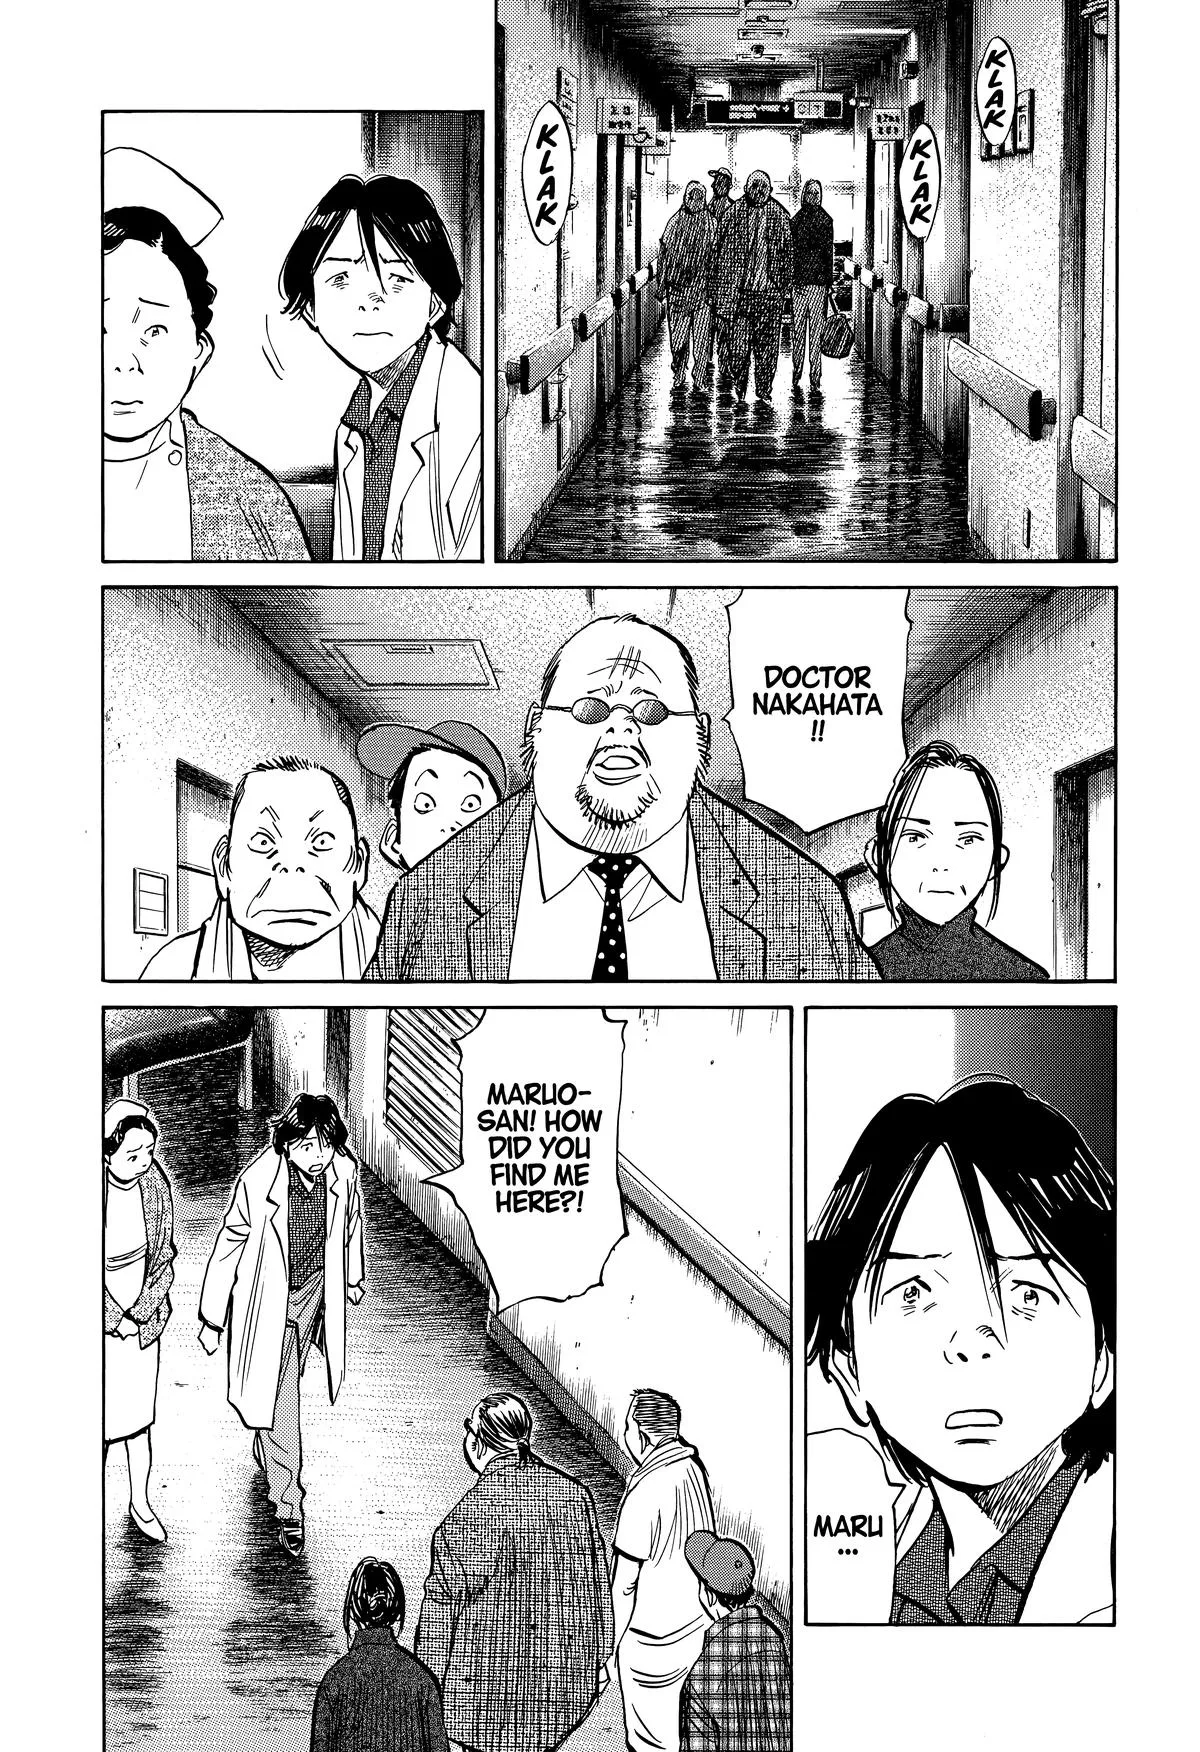 KLAK
KLAK
KLAK
DOCTOR
NAKAHATA
!!
MARU
...
MARUO-
SAN! HOW
DID YOU
FIND ME
HERE?!